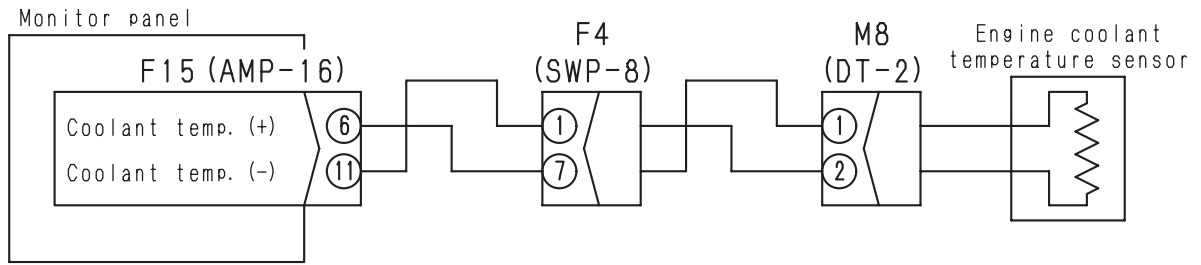 Monitor panel
F15 (AMP-16)
Coolant temp. (+)
Coolant temp. (-)
6
11
F4
(SWP-8)
1
7
M8
(DT-2)
1
2
Engine coolant
temperature sensor